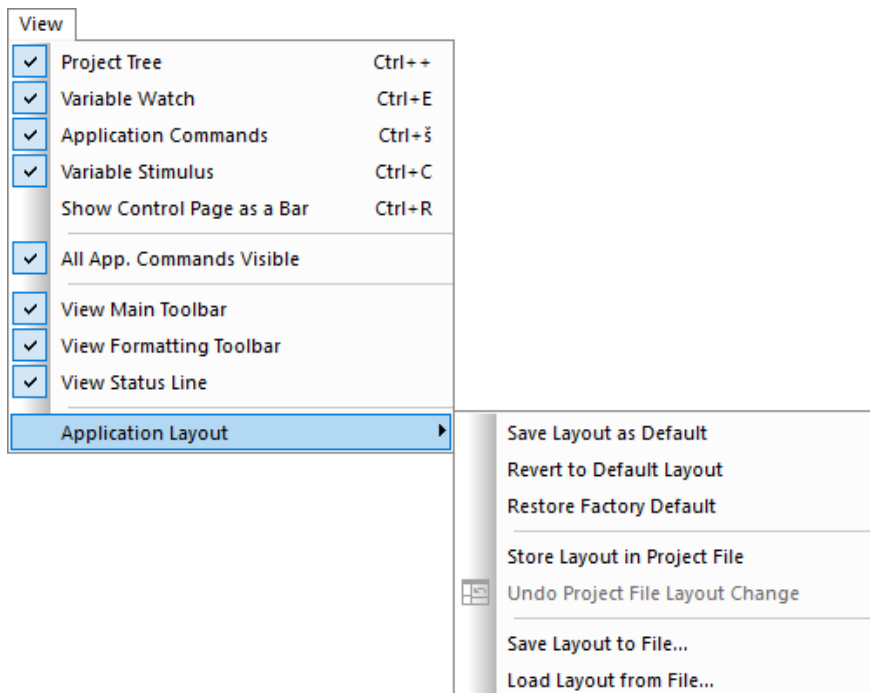 View
Project Tree Ctrl++
Variable Watch Ctrl+E
Application Commands Ctrl+š
Variable Stimulus Ctrl+C
Show Control Page as a Bar Ctrl+R
All App. Commands Visible
View Main Toolbar
View Formatting Toolbar
View Status Line
Application Layout
Save Layout as Default
Revert to Default Layout
Restore Factory Default
Store Layout in Project File
Undo Project File Layout Change
Save Layout to File...
Load Layout from File...